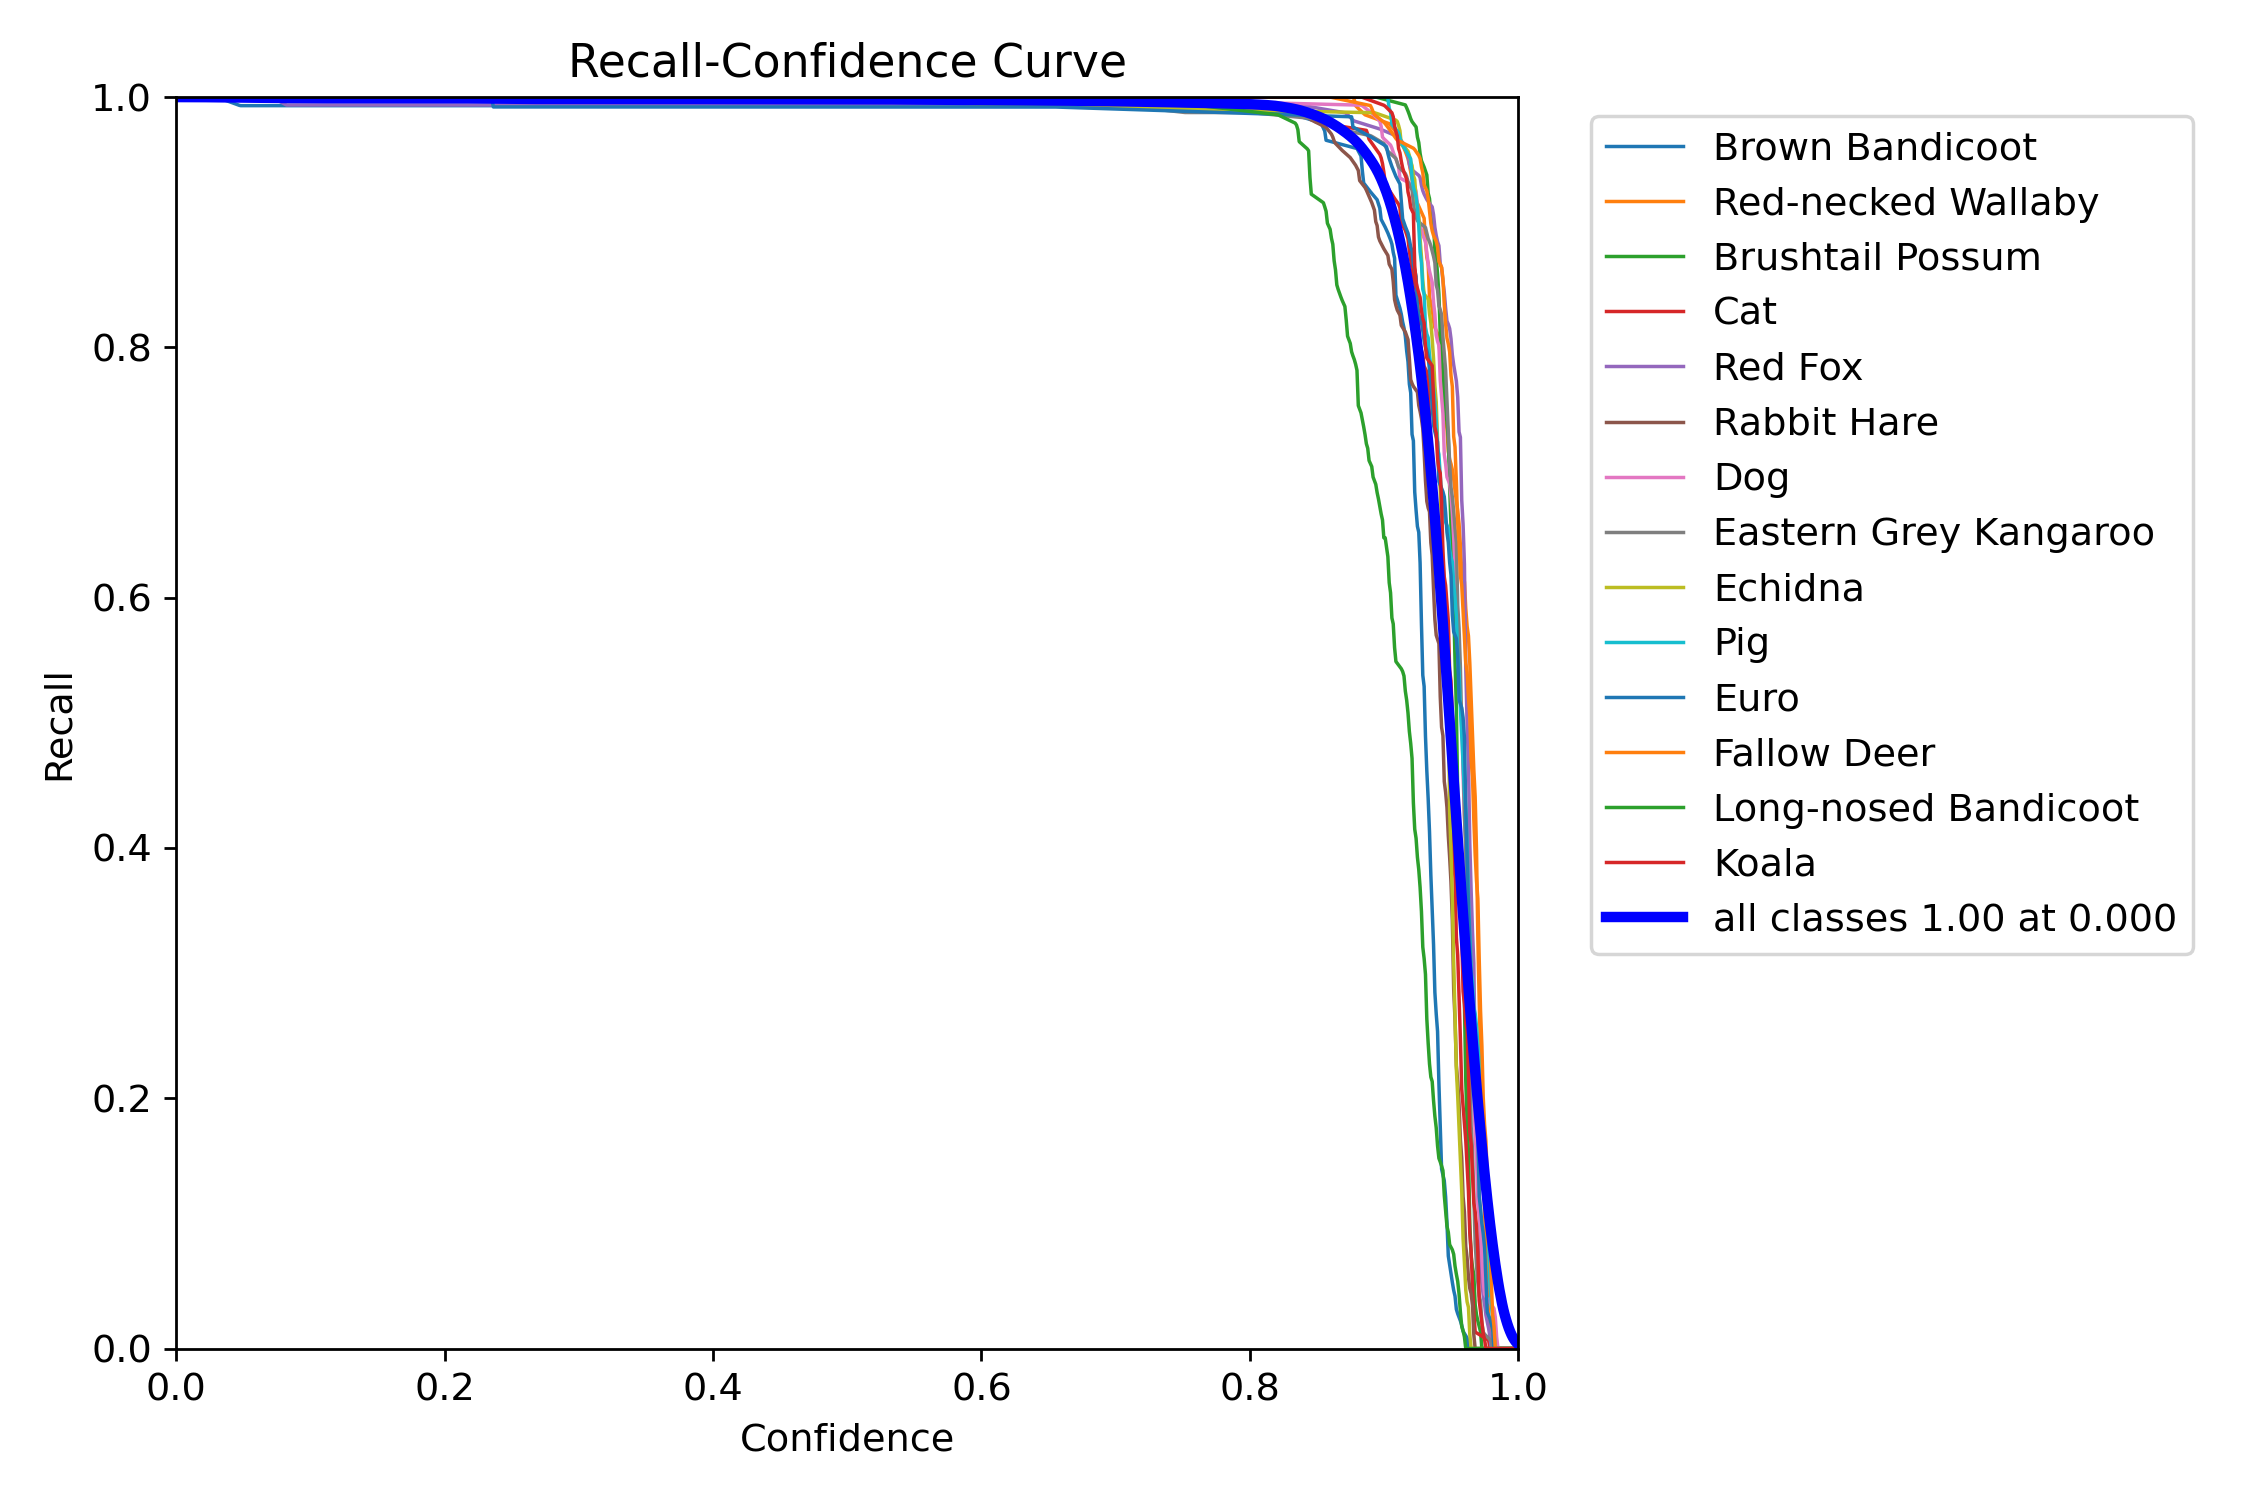 Recall-Confidence Curve
1.0
0.8
0.6
0.4
0.2
0.0
Recall
0.0 0.2 0.4 0.6 0.8 1.0
Confidence
Brown Bandicoot
Red-necked Wallaby
Brushtail Possum
Cat
Red Fox
Rabbit Hare
Dog
Eastern Grey Kangaroo
Echidna
Pig
Euro
Fallow Deer
Long-nosed Bandicoot
Koala
all classes 1.00 at 0.000